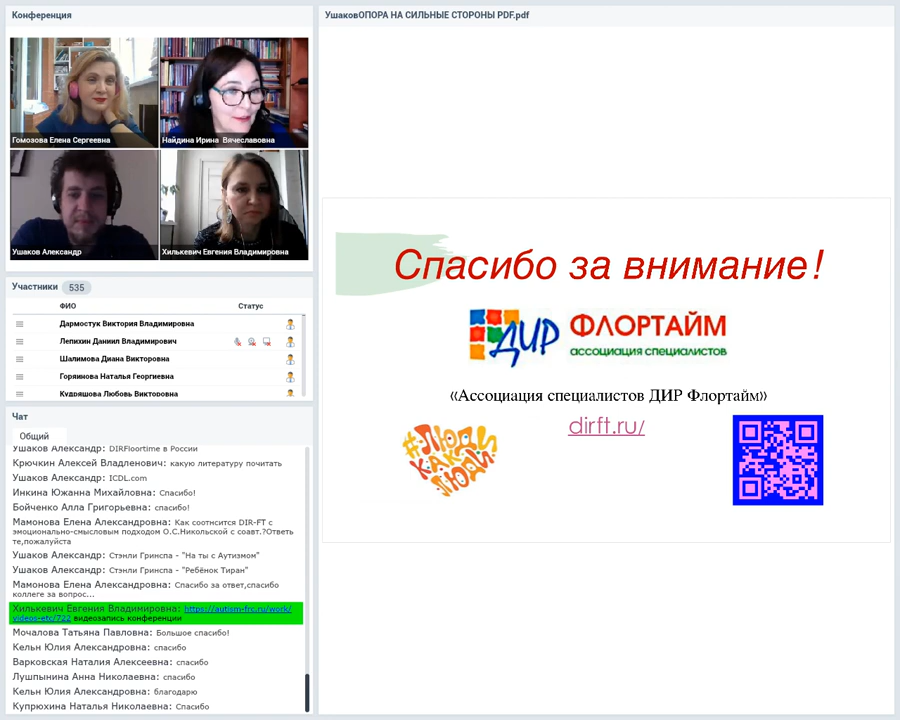 Конференция
Гомозова Елена Сергеевна
Найдина Ирина Вячеславовна
Ушаков Александр
Хилькевич Евгения Владимировна
Участники 535
ФИО Статус
Дармостук Виктория Владимировна
Лепихин Даниил Владимирович
Шалимова Диана Викторовна
Горяинова Наталья Георгиевна
Кудряшова Любовь Викторовна
Чат
Общий
Ушаков Александр: DIRFloortime в России
Крючкин Алексей Владленович: какую литературу почитать
Ушаков Александр: ICDL.com
Инкина Южанна Михайловна: Спасибо!
Бойченко Алла Григорьевна: спасибо!
Мамонова Елена Александровна: Как соотнсится DIR-FT с
эмоционально-смысловым подходом О.С.Никольской с соавт.?Ответь
те,пожалуйста
Ушаков Александр: Стэнли Гринспа - "На ты с Аутизмом"
Ушаков Александр: Стэнли Гринспа - "Ребёнок Тиран"
Мамонова Елена Александровна: Спасибо за ответ,спасибо
коллеге за вопрос...
Хилькевич Евгения Владимировна: https://autism-frc.ru/work/
videos-etc/722 видеозапись конференции
Мочалова Татьяна Павловна: Большое спасибо!
Кельн Юлия Александровна: спасибо
Варковская Наталия Алексеевна: спасибо
Лушпынина Анна Николаевна: спасибо
Кельн Юлия Александровна: благодарю
Купрюхина Наталья Николаевна: Спасибо
УшаковОПОРА НА СИЛЬНЫЕ СТОРОНЫ PDF.pdf
Спасибо за внимание!
ДИР ФЛОРТАЙМ
ассоциация специалистов
«Ассоциация специалистов ДИР Флортайм»
dirft.ru/
#ЛЮДИ
КАК
ЛЮДИ